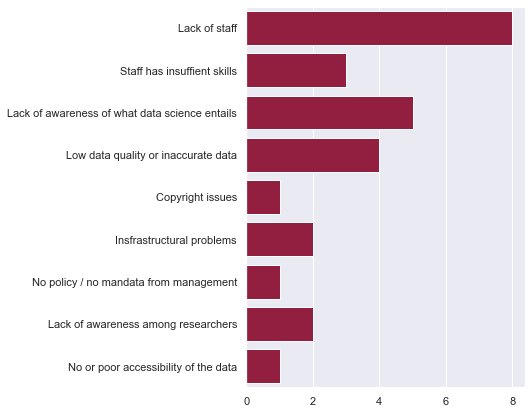 Lack of staff
Staff has insuffient skills
Lack of awareness of what data science entails
Low data quality or inaccurate data
Copyright issues
Insfrastructural problems
No policy / no mandata from management
Lack of awareness among researchers
No or poor accessibility of the data
0 2 4 6 8